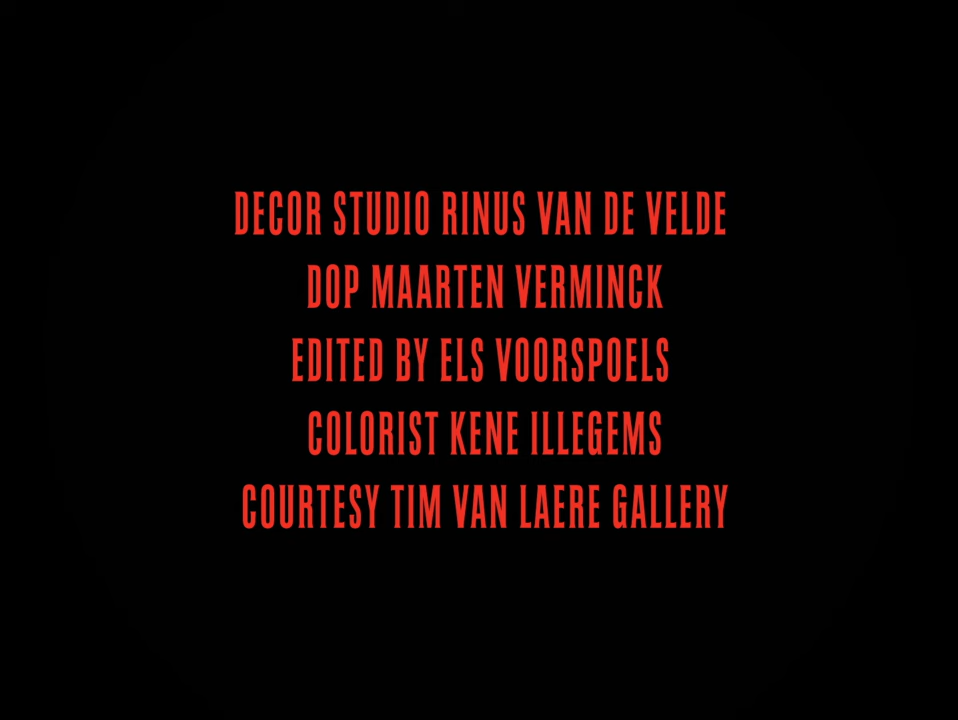 DECOR STUDIO RINUS VAN DE VELDE
DOP MAARTEN VERMINCK
EDITED BY ELS VOORSPOELS
COLORIST KENE ILLEGEMS
COURTESY TIM VAN LAERE GALLERY